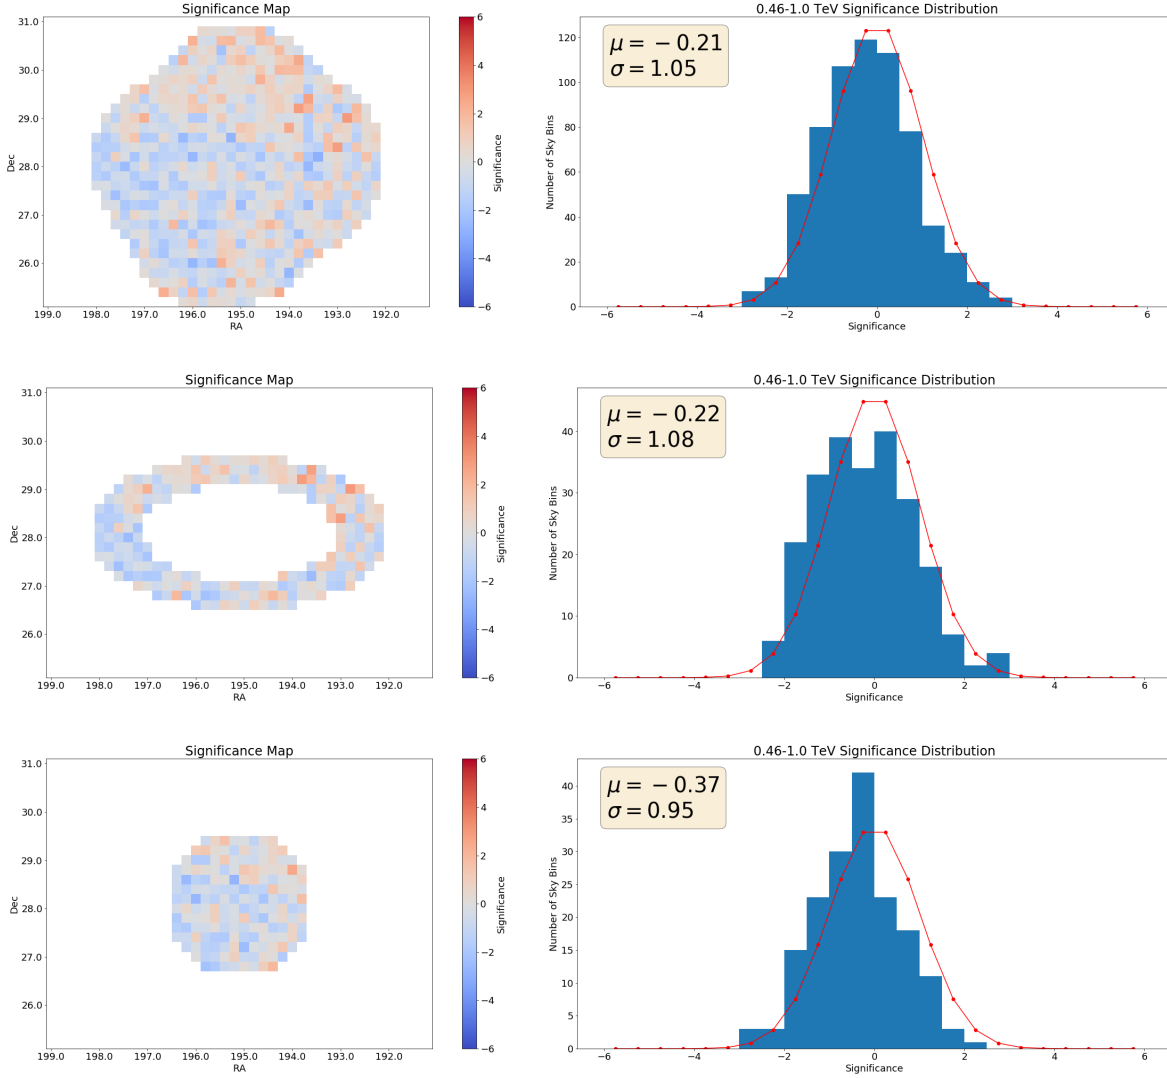 Significance Map
31.0
30.0
29.0
28.0
27.0
26.0
Dec
199.0 198.0 197.0 196.0 195.0 194.0 193.0 192.0
RA
6
4
2
0
−2
−4
−6
Significance
0.46-1.0 TeV Significance Distribution
μ = −0.21
σ = 1.05
120
100
80
60
40
20
0
Number of Sky Bins
−6 −4 −2 0 2 4 6
Significance
Significance Map
31.0
30.0
29.0
28.0
27.0
26.0
Dec
199.0 198.0 197.0 196.0 195.0 194.0 193.0 192.0
RA
6
4
2
0
−2
−4
−6
Significance
0.46-1.0 TeV Significance Distribution
μ = −0.22
σ = 1.08
40
30
20
10
0
Number of Sky Bins
−6 −4 −2 0 2 4 6
Significance
Significance Map
31.0
30.0
29.0
28.0
27.0
26.0
Dec
199.0 198.0 197.0 196.0 195.0 194.0 193.0 192.0
RA
6
4
2
0
−2
−4
−6
Significance
0.46-1.0 TeV Significance Distribution
μ = −0.37
σ = 0.95
40
35
30
25
20
15
10
5
0
Number of Sky Bins
−6 −4 −2 0 2 4 6
Significance